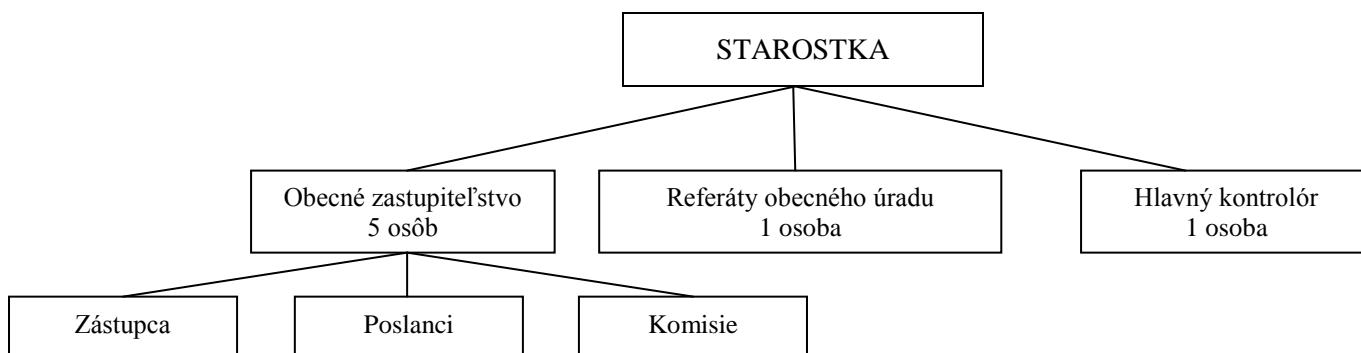 STAROSTKA
Obecné zastupiteľstvo
5 osôb
Referáty obecného úradu
1 osoba
Hlavný kontrolór
1 osoba
Zástupca
Poslanci
Komisie